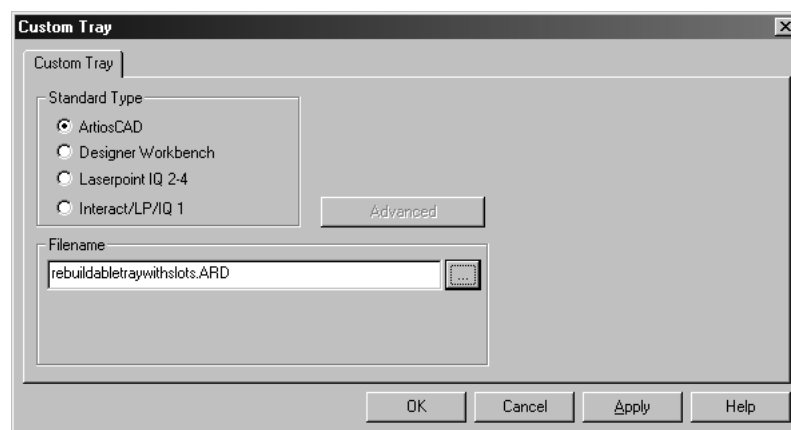 Custom Tray
Custom Tray
Standard Type
ArtiosCAD
Designer Workbench
Laserpoint IQ 2-4
Interact/LP/IQ 1
Advanced
Filename
rebuildabletraywithslots.ARD
...
OK Cancel Apply Help